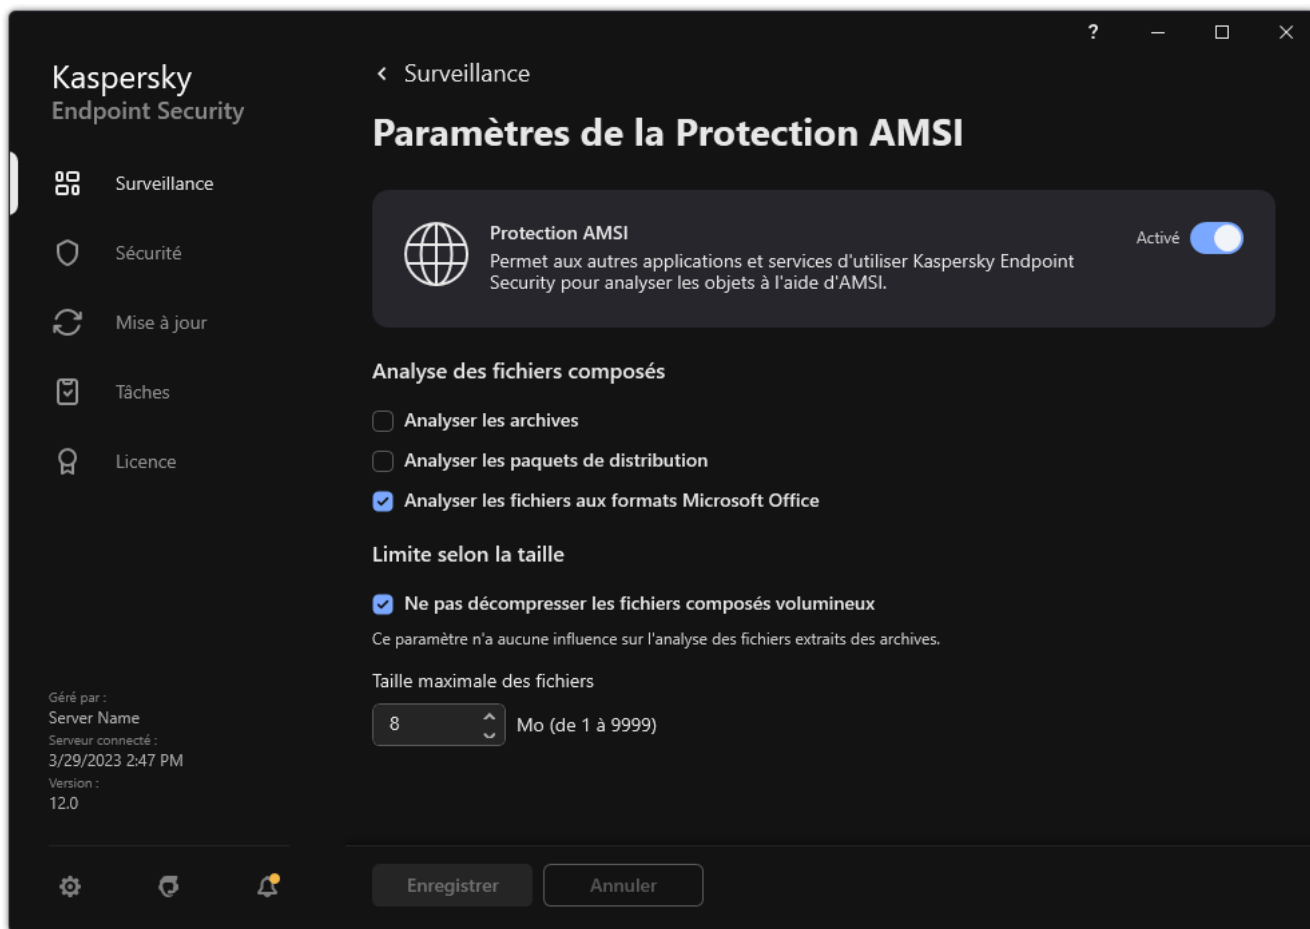 ?
Kaspersky
Endpoint Security
Surveillance
Sécurité
Mise à jour
Tâches
Licence
Géré par :
Server Name
Serveur connecté :
3/29/2023 2:47 PM
Version :
12.0
Surveillance
Paramètres de la Protection AMSI
Protection AMSI
Activé
Permet aux autres applications et services d'utiliser Kaspersky Endpoint
Security pour analyser les objets à l'aide d'AMSI.
Analyse des fichiers composés
Analyser les archives
Analyser les paquets de distribution
Analyser les fichiers aux formats Microsoft Office
Limite selon la taille
Ne pas décompresser les fichiers composés volumineux
Ce paramètre n'a aucune influence sur l'analyse des fichiers extraits des archives.
Taille maximale des fichiers
8 Mo (de 1 à 9999)
Enregistrer Annuler